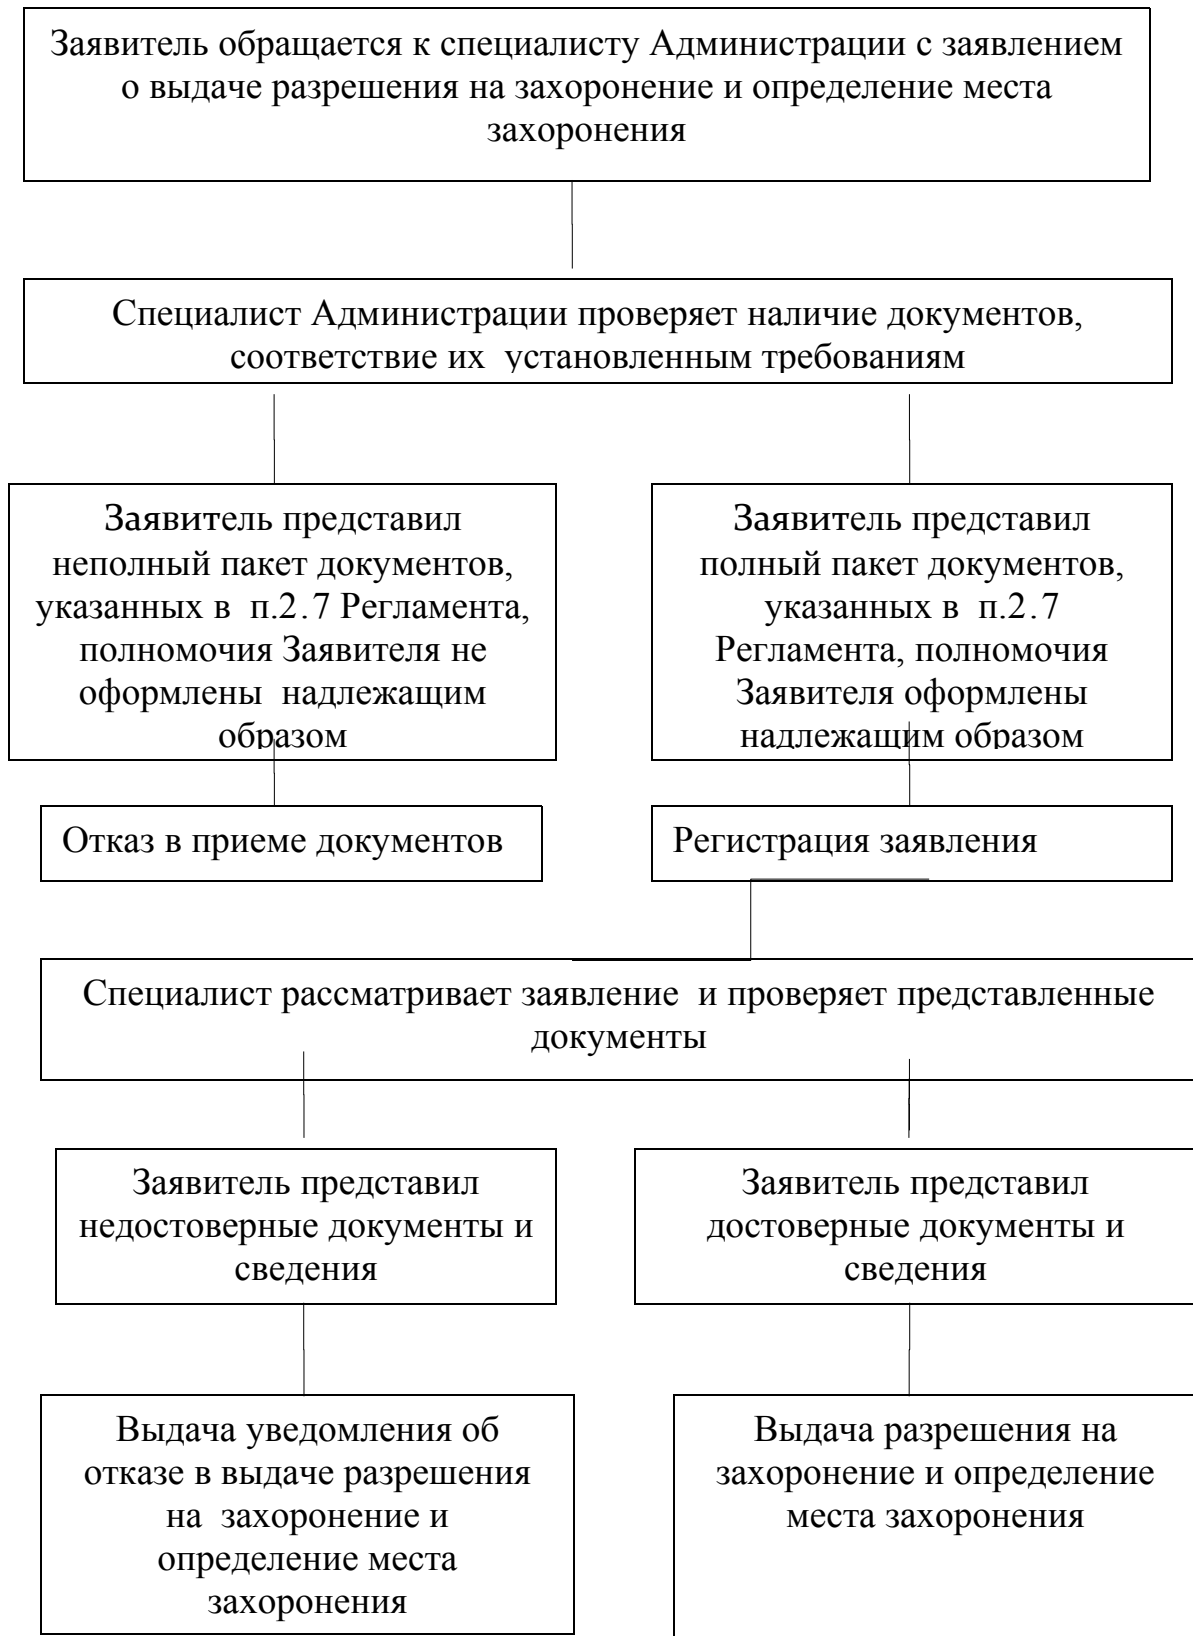 Заявитель обращается к специалисту Администрации с заявлением
о выдаче разрешения на захоронение и определение места
захоронения
Специалист Администрации проверяет наличие документов,
соответствие их установленным требованиям
Заявитель представил
неполный пакет документов,
указанных в п.2.7 Регламента,
полномочия Заявителя не
оформлены надлежащим
образом
Заявитель представил
полный пакет документов,
указанных в п.2.7
Регламента, полномочия
Заявителя оформлены
надлежащим образом
Отказ в приеме документов
Регистрация заявления
Специалист рассматривает заявление и проверяет представленные
документы
Заявитель представил
недостоверные документы и
сведения
Заявитель представил
достоверные документы и
сведения
Выдача уведомления об
отказе в выдаче разрешения
на захоронение и
определение места
захоронения
Выдача разрешения на
захоронение и определение
места захоронения